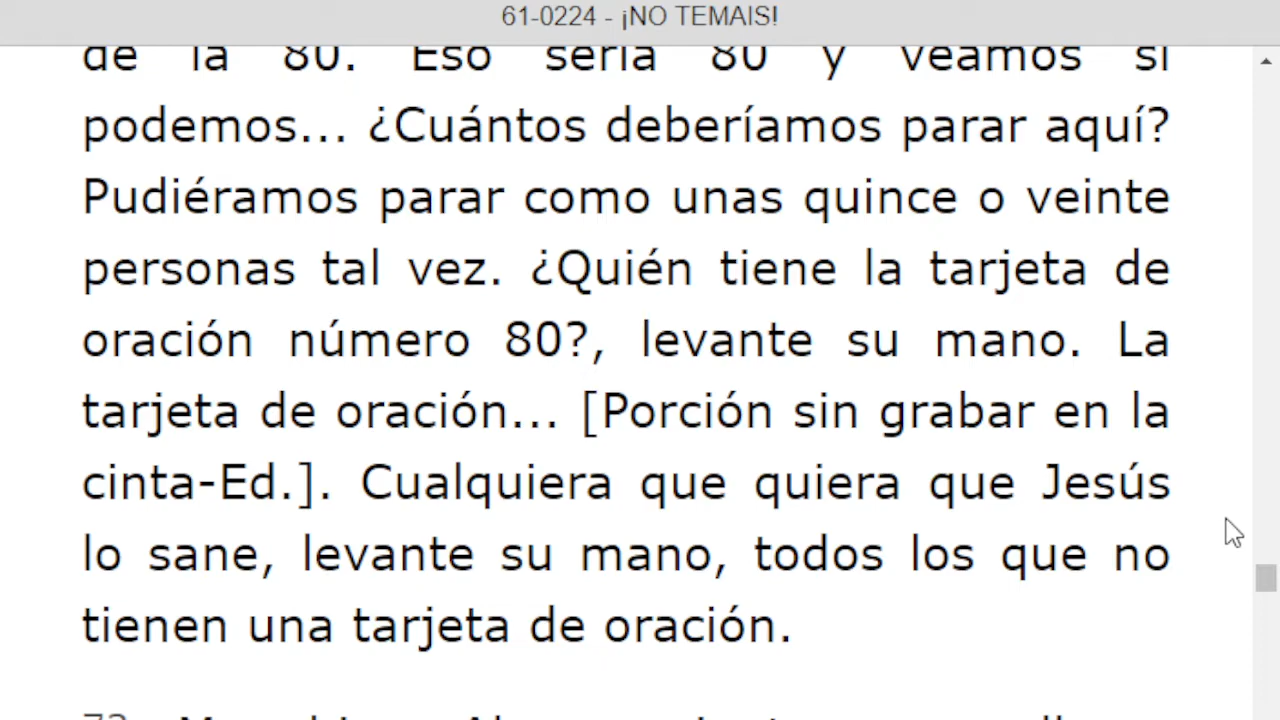 61-0224 - ¡NO TEMAIS!
de la 80. Eso sería 80 y veamos si
podemos... ¿Cuántos deberíamos parar aquí?
Pudiéramos parar como unas quince o veinte
personas tal vez. ¿Quién tiene la tarjeta de
oración número 80?, levante su mano. La
tarjeta de oración... [Porción sin grabar en la
cinta-Ed.]. Cualquiera que quiera que Jesús
lo sane, levante su mano, todos los que no
tienen una tarjeta de oración.